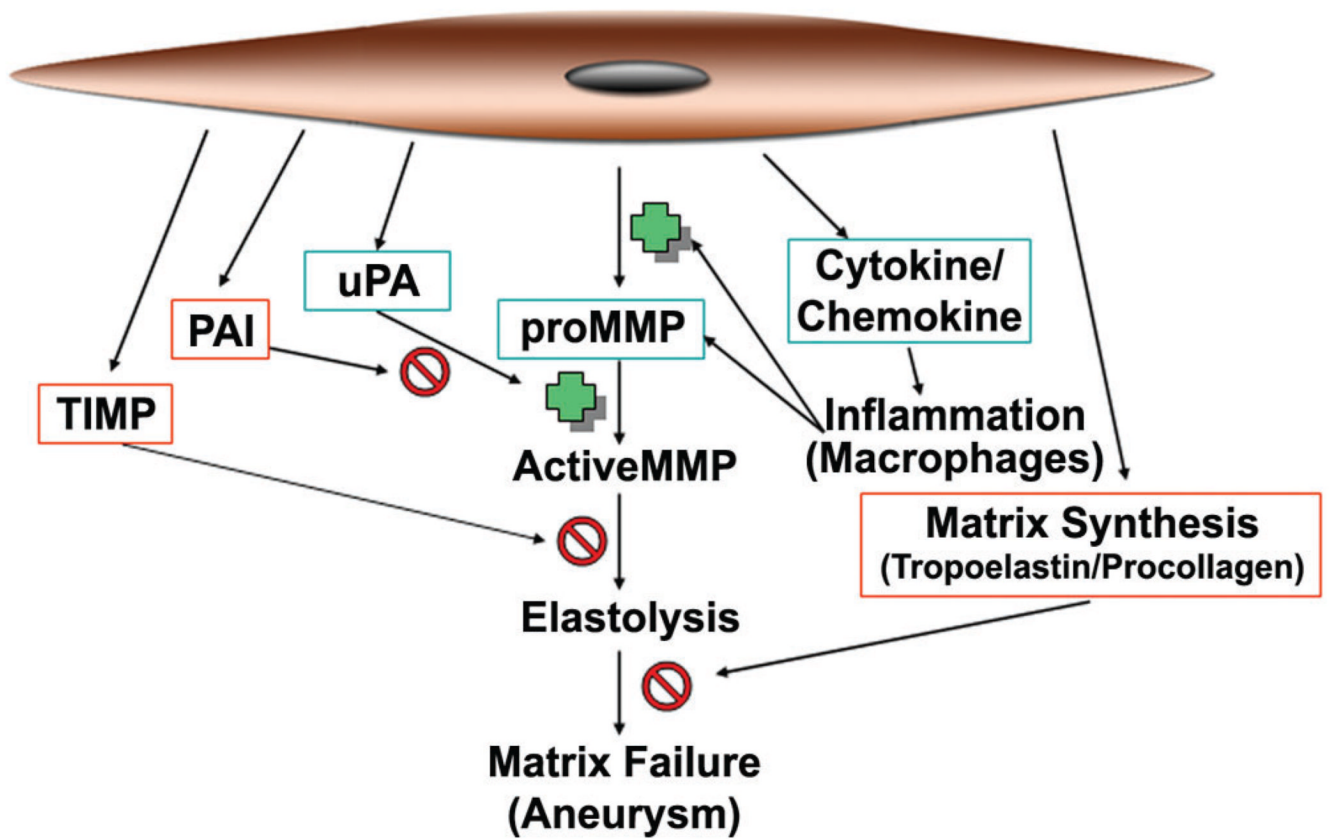 uPA
Cytokine/
Chemokine
PAI
proMMP
TIMP
Inflammation
(Macrophages)
ActiveMMP
Matrix Synthesis
(Tropoelastin/Procollagen)
Elastolysis
Matrix Failure
(Aneurysm)